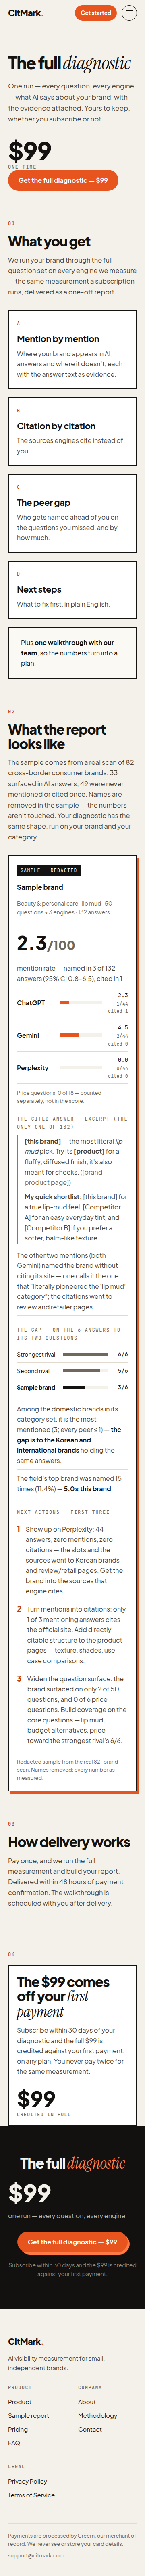 CitMark.
Get started
The full diagnostic
One run — every question, every engine
— what AI says about your brand, with
the evidence attached. Yours to keep,
whether you subscribe or not.
$99
ONE-TIME
Get the full diagnostic — $99
01
What you get
We run your brand through the full
question set on every engine we measure
— the same measurement a subscription
runs, delivered as a one-off report.
A
Mention by mention
Where your brand appears in AI
answers and where it doesn't, each
with the answer text as evidence.
B
Citation by citation
The sources engines cite instead of
you.
C
The peer gap
Who gets named ahead of you on
the questions you missed, and by
how much.
D
Next steps
What to fix first, in plain English.
Plus one walkthrough with our
team, so the numbers turn into a
plan.
02
What the report
looks like
The sample comes from a real scan of 82
cross-border consumer brands. 33
surfaced in AI answers; 49 were never
mentioned or cited once. Names are
removed in the sample — the numbers
aren't touched. Your diagnostic has the
same shape, run on your brand and your
category.
SAMPLE — REDACTED
Sample brand
Beauty & personal care · lip mud · 50
questions × 3 engines · 132 answers
2.3/100
mention rate — named in 3 of 132
answers (95% CI 0.8–6.5), cited in 1
ChatGPT
2.3
1/44
cited 1
Gemini
4.5
2/44
cited 0
Perplexity
0.0
0/44
cited 0
Price questions: 0 of 18 — counted
separately, not in the score.
THE CITED ANSWER — EXCERPT (THE
ONLY ONE OF 132)
[this brand] — the most literal lip
mud pick. Try its [product] for a
fluffy, diffused finish; it's also
meant for cheeks. ([brand
product page])
My quick shortlist: [this brand] for
a true lip-mud feel, [Competitor
A] for an easy everyday tint, and
[Competitor B] if you prefer a
softer, balm-like texture.
The other two mentions (both
Gemini) named the brand without
citing its site — one calls it the one
that "literally pioneered the "lip mud"
category"; the citations went to
review and retailer pages.
THE GAP — ON THE 6 ANSWERS TO
ITS TWO QUESTIONS
Strongest rival
6/6
Second rival
5/6
Sample brand
3/6
Among the domestic brands in its
category set, it is the most
mentioned (3; every peer ≤ 1) — the
gap is to the Korean and
international brands holding the
same answers.
The field's top brand was named 15
times (11.4%) — 5.0× this brand.
NEXT ACTIONS — FIRST THREE
1 Show up on Perplexity: 44
answers, zero mentions, zero
citations — the slots and the
sources went to Korean brands
and review/retail pages. Get the
brand into the sources that
engine cites.
2 Turn mentions into citations: only
1 of 3 mentioning answers cites
the official site. Add directly
citable structure to the product
pages — texture, shades, use-
case comparisons.
3 Widen the question surface: the
brand surfaced on only 2 of 50
questions, and 0 of 6 price
questions. Build coverage on the
core questions — lip mud,
budget alternatives, price —
toward the strongest rival's 6/6.
Redacted sample from the real 82-brand
scan. Names removed; every number as
measured.
03
How delivery works
Pay once, and we run the full
measurement and build your report.
Delivered within 48 hours of payment
confirmation. The walkthrough is
scheduled with you after delivery.
04
The $99 comes
off your first
payment
Subscribe within 30 days of your
diagnostic and the full $99 is
credited against your first payment,
on any plan. You never pay twice for
the same measurement.
$99
CREDITED IN FULL
The full diagnostic
$99
one run — every question, every engine
Get the full diagnostic — $99
Subscribe within 30 days and the $99 is credited
against your first payment.
CitMark.
AI visibility measurement for small,
independent brands.
PRODUCT
Product
Sample report
Pricing
FAQ
COMPANY
About
Methodology
Contact
LEGAL
Privacy Policy
Terms of Service
Payments are processed by Creem, our merchant of
record. We never see or store your card details.
support@citmark.com